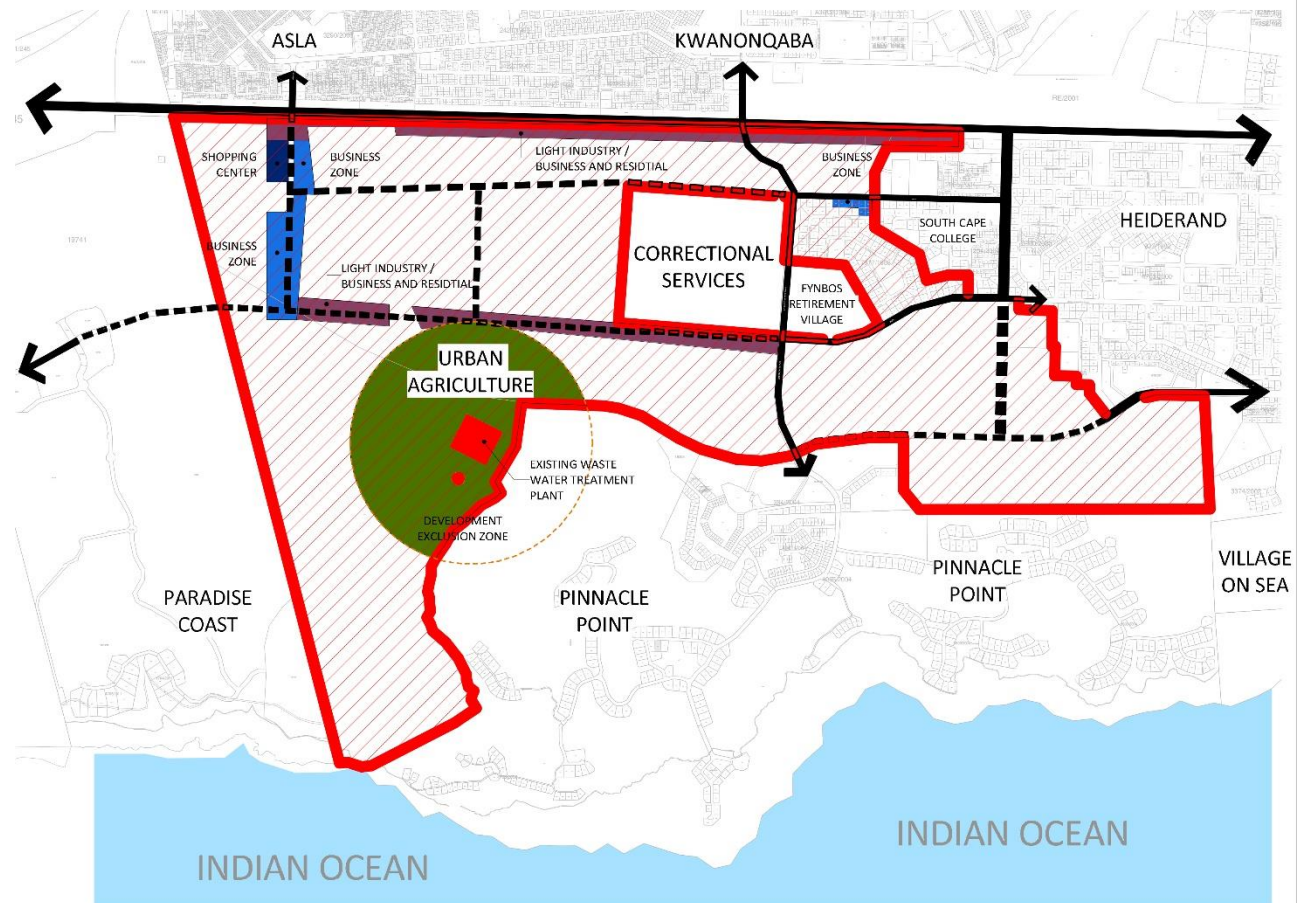 ASLA
KWANONQABA
RE/2001
SHOPPING
CENTER
BUSINESS
ZONE
LIGHT INDUSTRY /
BUSINESS AND RESIDTIAL
BUSINESS
ZONE
SOUTH CAPE
COLLEGE
HEIDERAND
BUSINESS
ZONE
LIGHT INDUSTRY /
BUSINESS AND RESIDTIAL
CORRECTIONAL
SERVICES
FYNBOS
RETIREMENT
VILLAGE
URBAN
AGRICULTURE
EXISTING WASTE
WATER TREATMENT
PLANT
DEVELOPMENT
EXCLUSION ZONE
PARADISE
COAST
PINNACLE
POINT
PINNACLE
POINT
VILLAGE
ON SEA
INDIAN OCEAN
INDIAN OCEAN